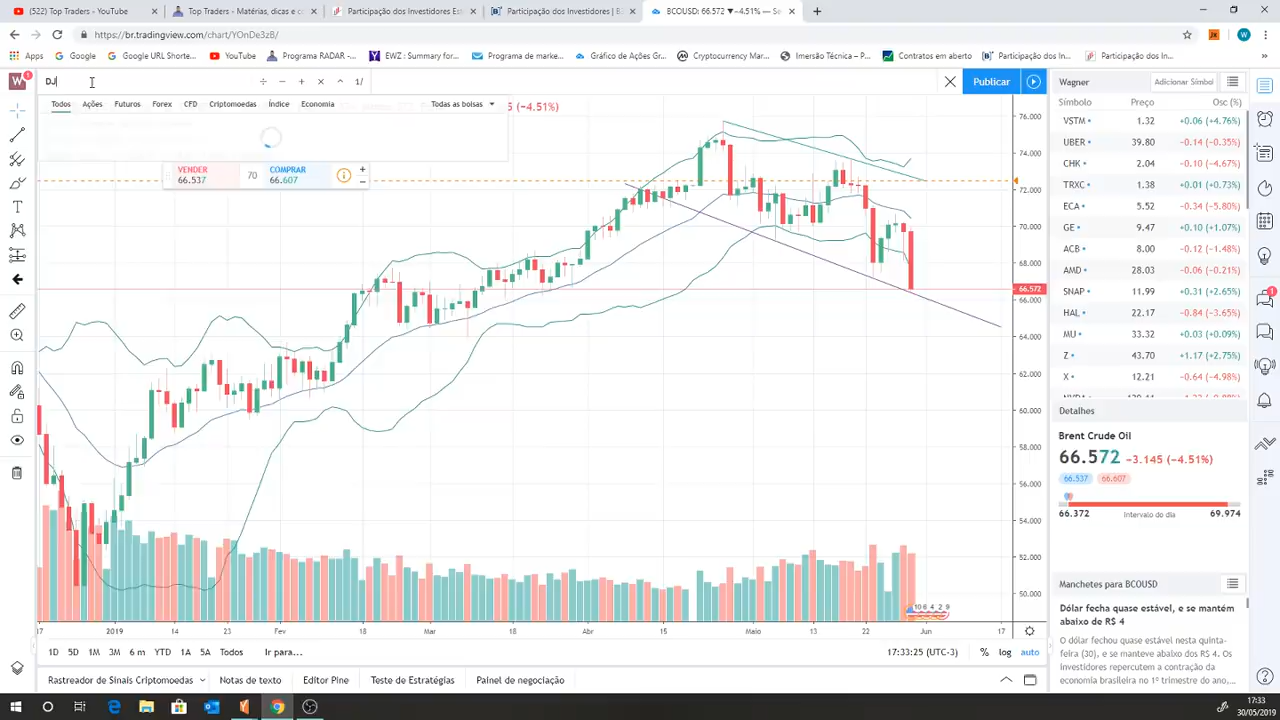 (522) Top Traders - YouTube
Top Traders - Matérias, dicas e co
Participação dos Investidores Est
Participação dos Investidores | B
BCOUSD: 66.572 ▼−4.51% — Se
https://br.tradingview.com/chart/YOnDe3zB/
Apps
Google
Google URL Shorte...
YouTube
Programa RADAR -...
EWZ : Summary for...
Programa de marke...
Gráfico de Ações Gr...
Cryptocurrency Mar...
Imersão Técnica – P...
Contratos em aberto
Participação dos In...
Participação dos In...
DJ
1/
Publicar
Todos
Ações
Futuros
Forex
CFD
Criptomoedas
Índice
Economia
Todas as bolsas
5 (−4.51%)
VENDER
66.537
70
COMPRAR
66.607
76.000
74.000
72.000
70.000
68.000
66.572
66.000
64.000
62.000
60.000
58.000
56.000
54.000
52.000
50.000
17
2019
14
23
Fev
18
Mar
18
Abr
15
Maio
13
22
Jun
17
10 6 4 2 9
1D 5D 1M 3M 6 m YTD 1A 5A Todos Ir para...
17:33:25 (UTC-3)
% log auto
Rastreador de Sinais Criptomoedas
Notas de texto
Editor Pine
Teste de Estratégias
Painel de negociação
Wagner
Adicionar Símbol
Símbolo Preço Osc (%)
VSTM 1.32 +0.06 (+4.76%)
UBER 39.80 −0.14 (−0.35%)
CHK 2.04 −0.10 (−4.67%)
TRXC 1.38 +0.01 (+0.73%)
ECA 5.52 −0.34 (−5.80%)
GE 9.47 +0.10 (+1.07%)
ACB 8.00 −0.12 (−1.48%)
AMD 28.03 −0.06 (−0.21%)
SNAP 11.99 +0.31 (+2.65%)
HAL 22.17 −0.84 (−3.65%)
MU 33.32 +0.03 (+0.09%)
Z 43.70 +1.17 (+2.75%)
X 12.21 −0.64 (−4.98%)
Detalhes
Brent Crude Oil
66.572 −3.145 (−4.51%)
66.537 66.607
66.372 Intervalo do dia 69.974
Manchetes para BCOUSD
Dólar fecha quase estável, e se mantém
abaixo de R$ 4
O dólar fechou quase estável nesta quinta-
feira (30), e se manteve abaixo dos R$ 4. Os
investidores repercutem a contração da
economia brasileira no 1º trimestre do ano,...
17:33
30/05/2019